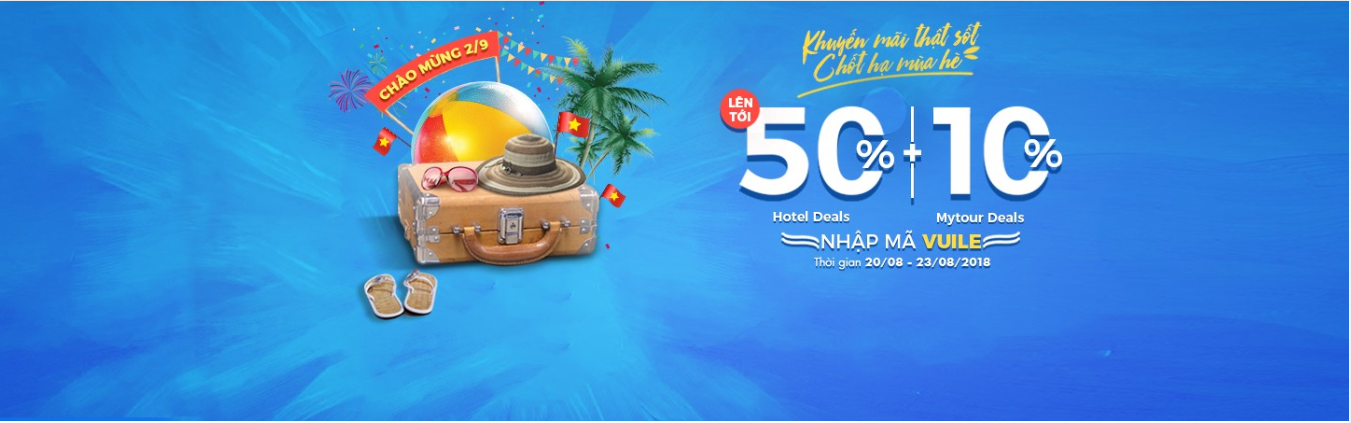 CHÀO MỪNG 2/9
Khuyến mãi thật sốt
Chốt hạ mùa hè
LÊN
TỚI
50% + 10%
Hotel Deals Mytour Deals
NHẬP MÃ VUILE
Thời gian 20/08 - 23/08/2018